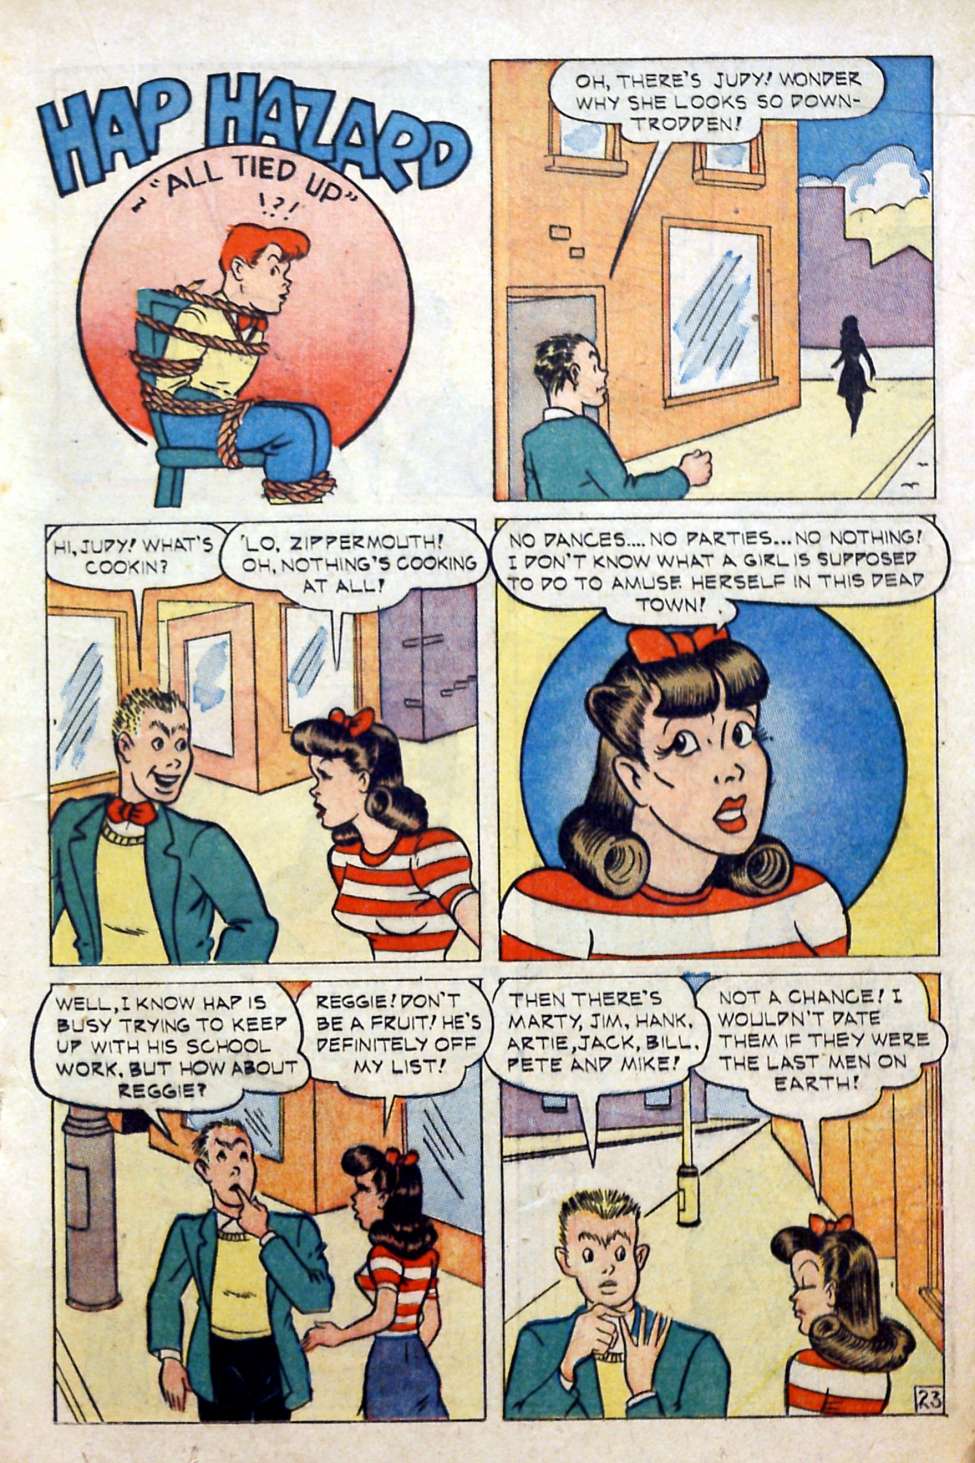 HAP HAZARD
IN "ALL TIED UP"
!?!
OH, THERE'S JUDY! WONDER
WHY SHE LOOKS SO DOWN-
TRODDEN!
HI, JUDY! WHAT'S
COOKIN?
'LO, ZIPPERMOUTH!
OH, NOTHING'S COOKING
AT ALL!
NO DANCES.... NO PARTIES... NO NOTHING!
I DON'T KNOW WHAT A GIRL IS SUPPOSED
TO DO TO AMUSE HERSELF IN THIS DEAD
TOWN!
WELL, I KNOW HAP IS
BUSY TRYING TO KEEP
UP WITH HIS SCHOOL
WORK, BUT HOW ABOUT
REGGIE?
REGGIE! DON'T
BE A FRUIT! HE'S
DEFINITELY OFF
MY LIST!
THEN THERE'S
MARTY, JIM, HANK,
ARTIE, JACK, BILL,
PETE AND MIKE!
NOT A CHANCE! I
WOULDN'T DATE
THEM IF THEY WERE
THE LAST MEN ON
EARTH!
23